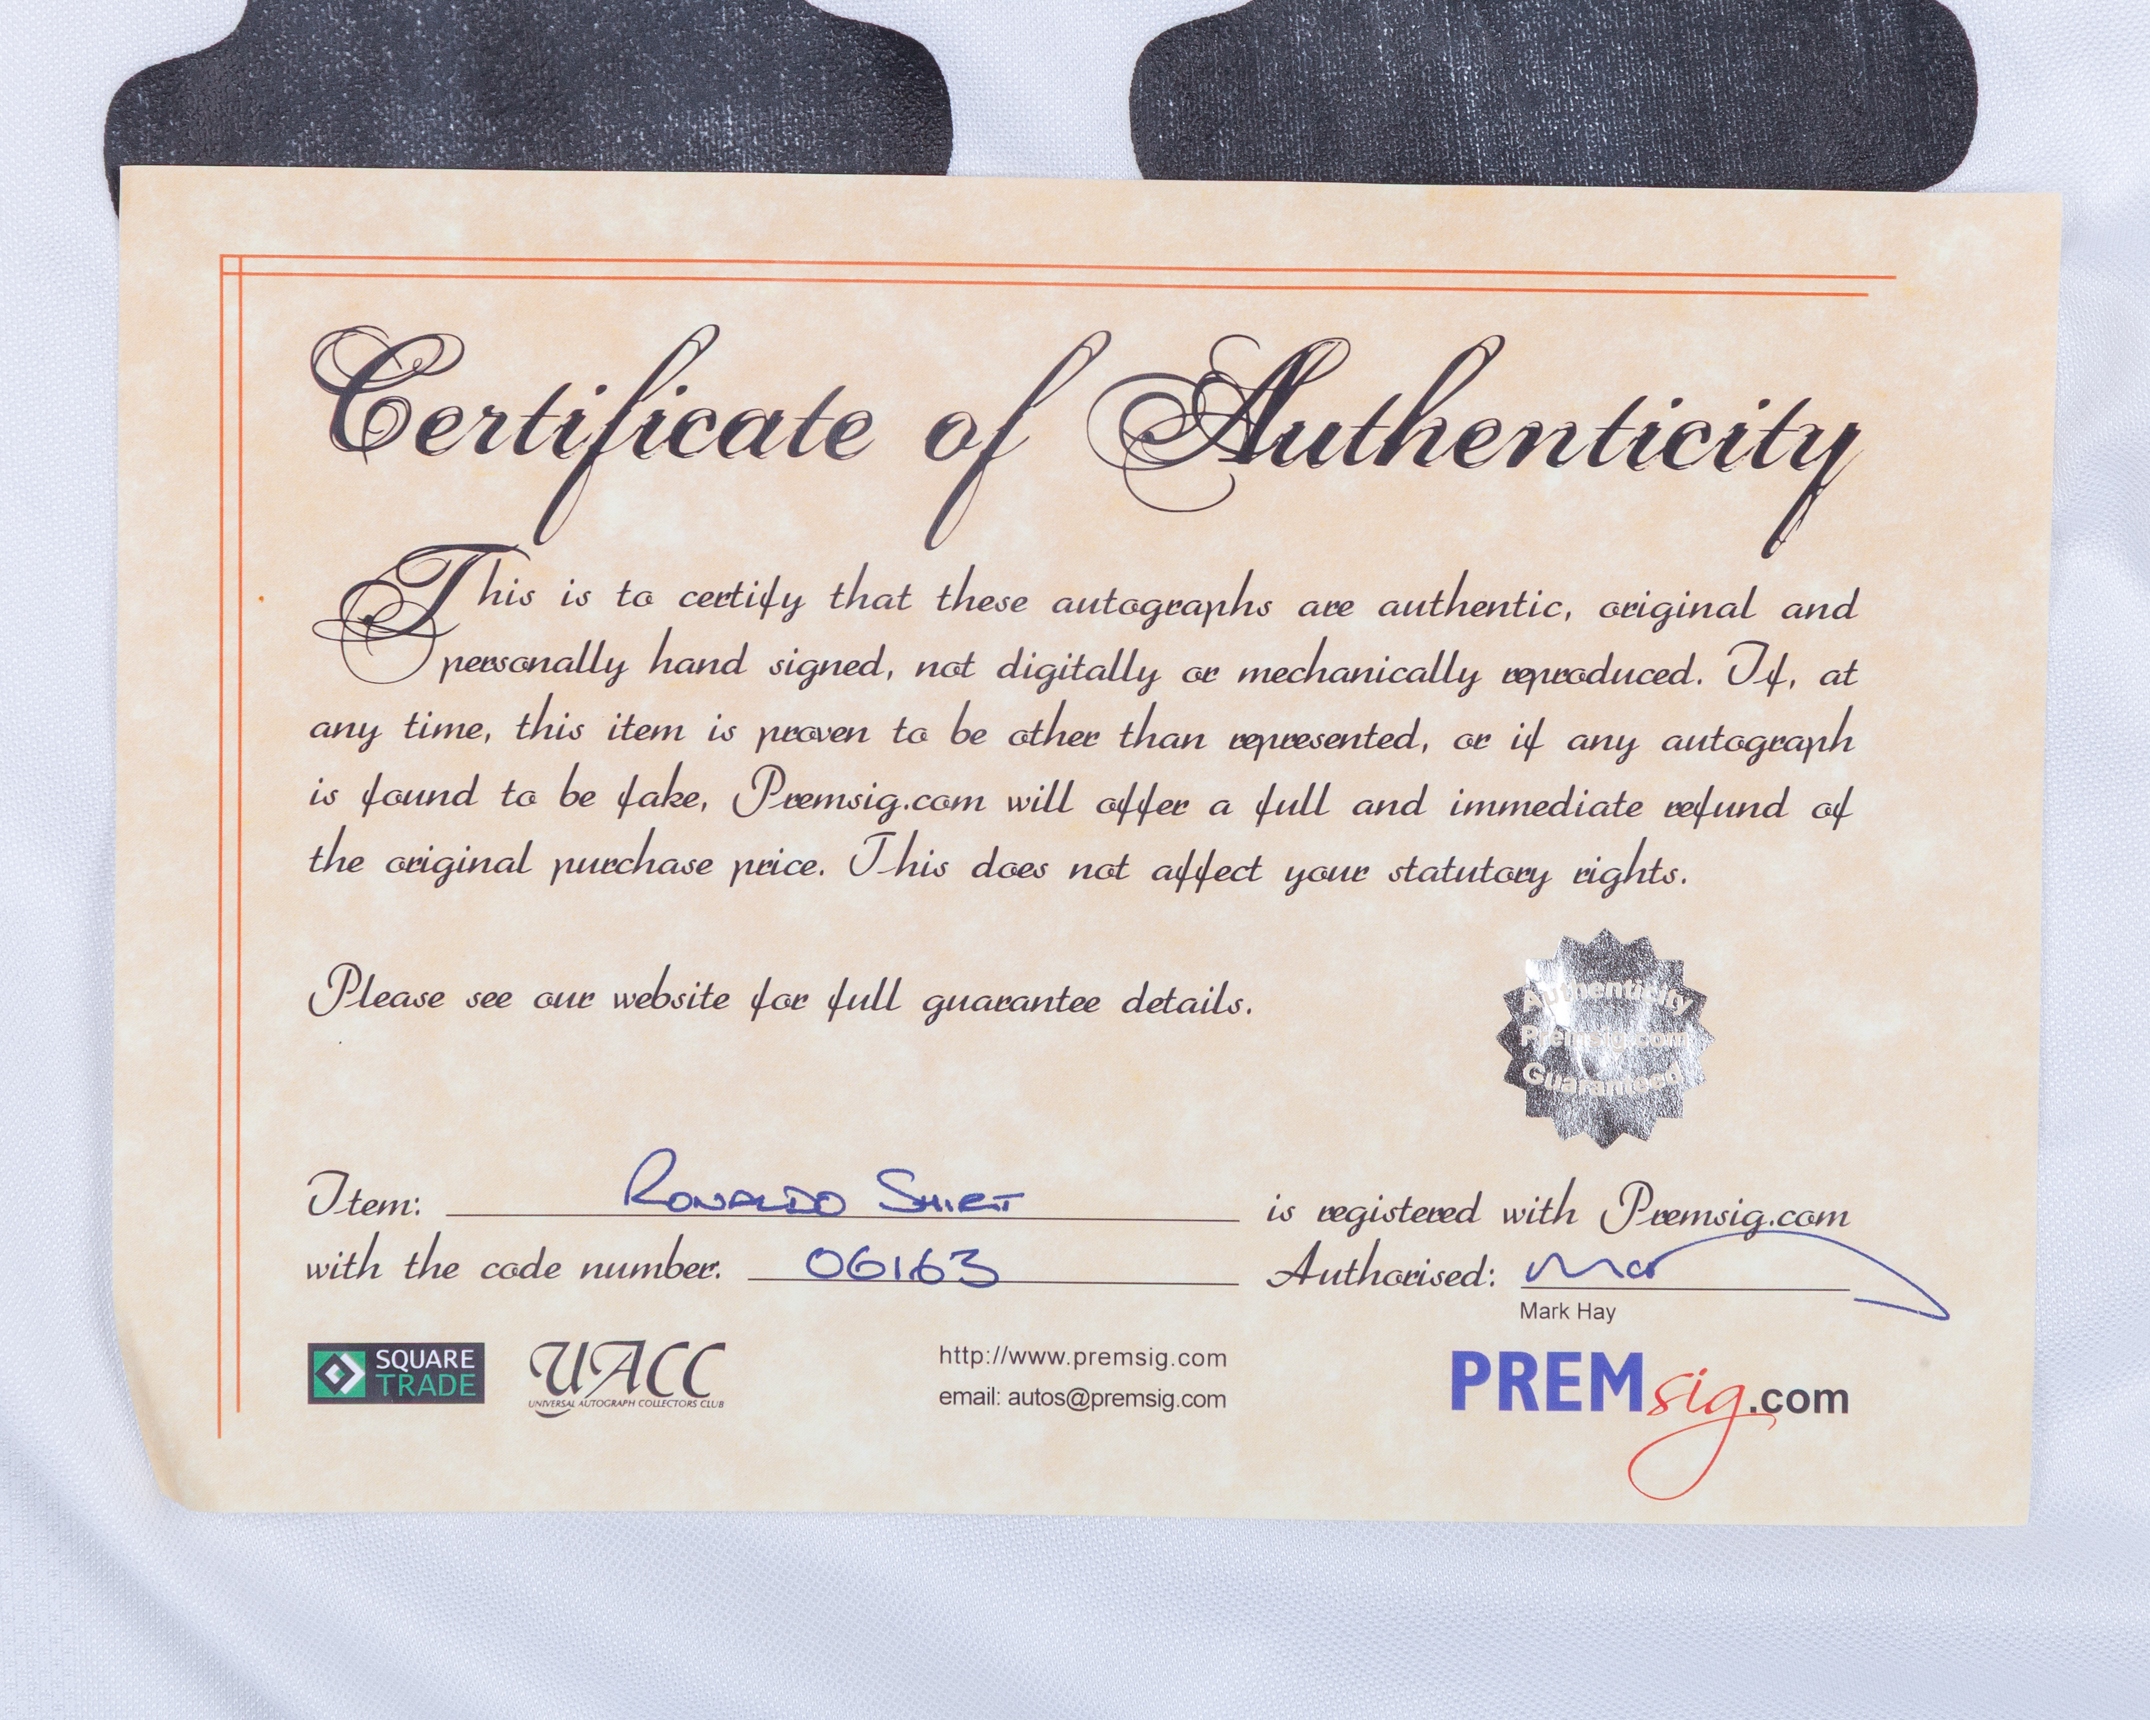 Certificate of Authenticity
This is to certify that these autographs are authentic, original and
personally hand signed, not digitally or mechanically reproduced. If, at
any time, this item is proven to be other than represented, or if any autograph
is found to be fake, Premsig.com will offer a full and immediate refund of
the original purchase price. This does not affect your statutory rights.
Please see our website for full guarantee details.
Authenticity
Premsig.com
Guaranteed
Item: RONALDO SHIRT is registered with Premsig.com
with the code number: 06163 Authorised:
Mark Hay
SQUARE
TRADE
UACC
UNIVERSAL AUTOGRAPH COLLECTORS CLUB
http://www.premsig.com
email: autos@premsig.com
PREMsig.com